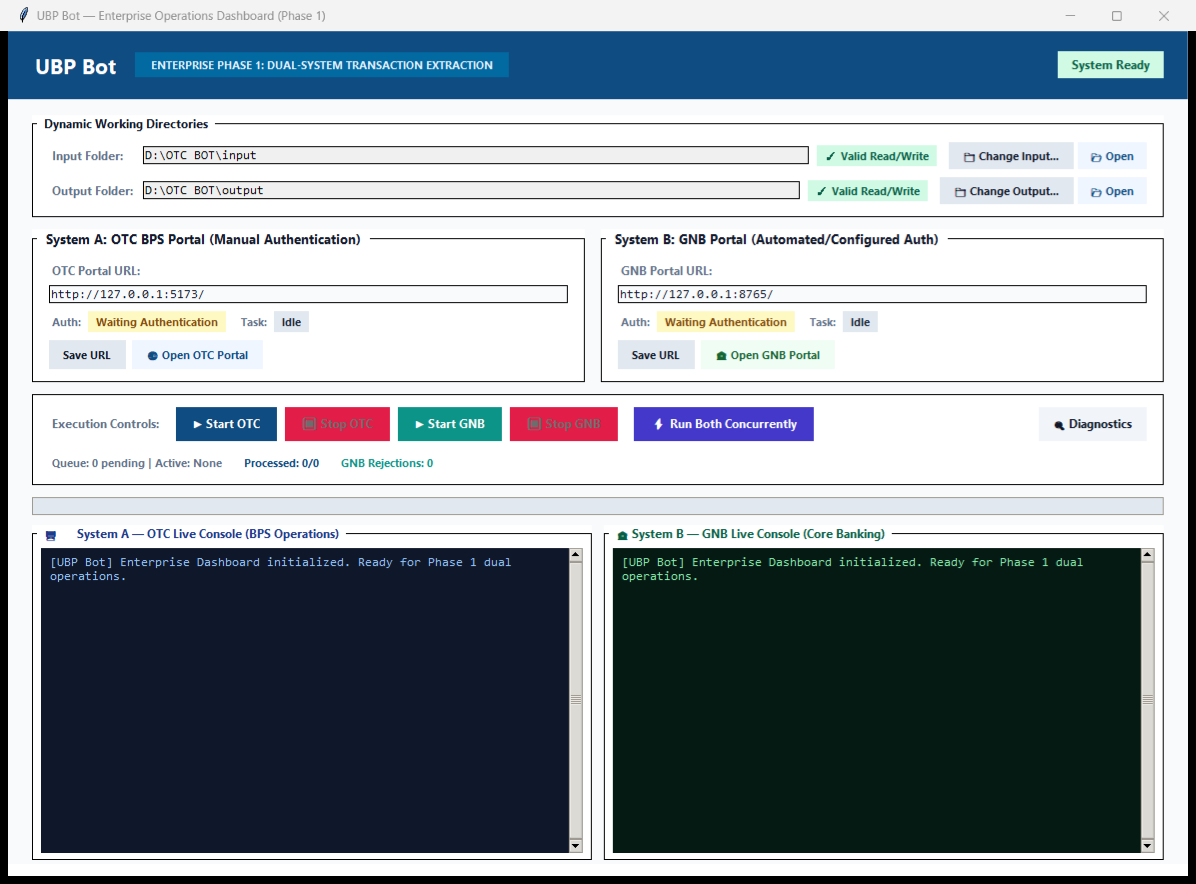 UBP Bot — Enterprise Operations Dashboard (Phase 1)
UBP Bot
ENTERPRISE PHASE 1: DUAL-SYSTEM TRANSACTION EXTRACTION
System Ready
Dynamic Working Directories
Input Folder: D:\OTC BOT\input ✓ Valid Read/Write Change Input... Open
Output Folder: D:\OTC BOT\output ✓ Valid Read/Write Change Output... Open
System A: OTC BPS Portal (Manual Authentication)
OTC Portal URL:
http://127.0.0.1:5173/
Auth: Waiting Authentication Task: Idle
Save URL Open OTC Portal
System B: GNB Portal (Automated/Configured Auth)
GNB Portal URL:
http://127.0.0.1:8765/
Auth: Waiting Authentication Task: Idle
Save URL Open GNB Portal
Execution Controls: Start OTC Stop OTC Start GNB Stop GNB Run Both Concurrently Diagnostics
Queue: 0 pending | Active: None Processed: 0/0 GNB Rejections: 0
System A — OTC Live Console (BPS Operations)
[UBP Bot] Enterprise Dashboard initialized. Ready for Phase 1 dual
operations.
System B — GNB Live Console (Core Banking)
[UBP Bot] Enterprise Dashboard initialized. Ready for Phase 1 dual
operations.